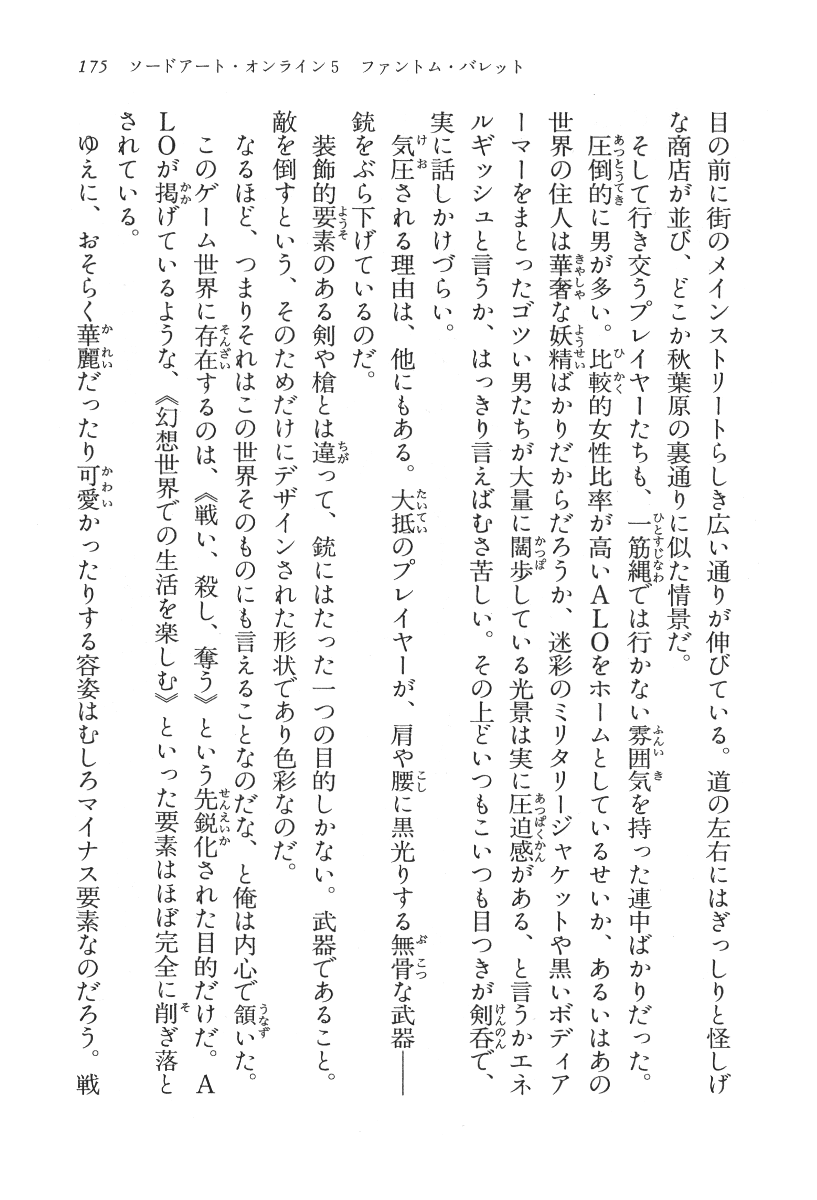 175　ソードアート・オンライン5　ファントム・バレット
目の前に街のメインストリートらしき広い通りが伸びている。道の左右にはぎっしりと怪しげ
な商店が並び、どこか秋葉原の裏通りに似た情景だ。
　そして行き交うプレイヤーたちも、一筋縄では行かない雰囲気を持った連中ばかりだった。
　圧倒的に男が多い。比較的女性比率が高いＡＬＯをホームとしているせいか、あるいはあの
世界の住人は華奢な妖精ばかりだからだろうか、迷彩のミリタリージャケットや黒いボディア
ーマーをまとったゴツい男たちが大量に闊歩している光景は実に圧迫感がある、と言うかエネ
ルギッシュと言うか、はっきり言えばむさ苦しい。その上どいつもこいつも目つきが剣呑で、
実に話しかけづらい。
　気圧される理由は、他にもある。大抵のプレイヤーが、肩や腰に黒光りする無骨な武器――
銃をぶら下げているのだ。
　装飾的要素のある剣や槍とは違って、銃にはたった一つの目的しかない。武器であること。
敵を倒すという、そのためだけにデザインされた形状であり色彩なのだ。
　なるほど、つまりそれはこの世界そのものにも言えることなのだな、と俺は内心で頷いた。
　このゲーム世界に存在するのは、《戦い、殺し、奪う》という先鋭化された目的だけだ。Ａ
ＬＯが掲げているような、《幻想世界での生活を楽しむ》といった要素はほぼ完全に削ぎ落と
されている。
　ゆえに、おそらく華麗だったり可愛かったりする容姿はむしろマイナス要素なのだろう。戦